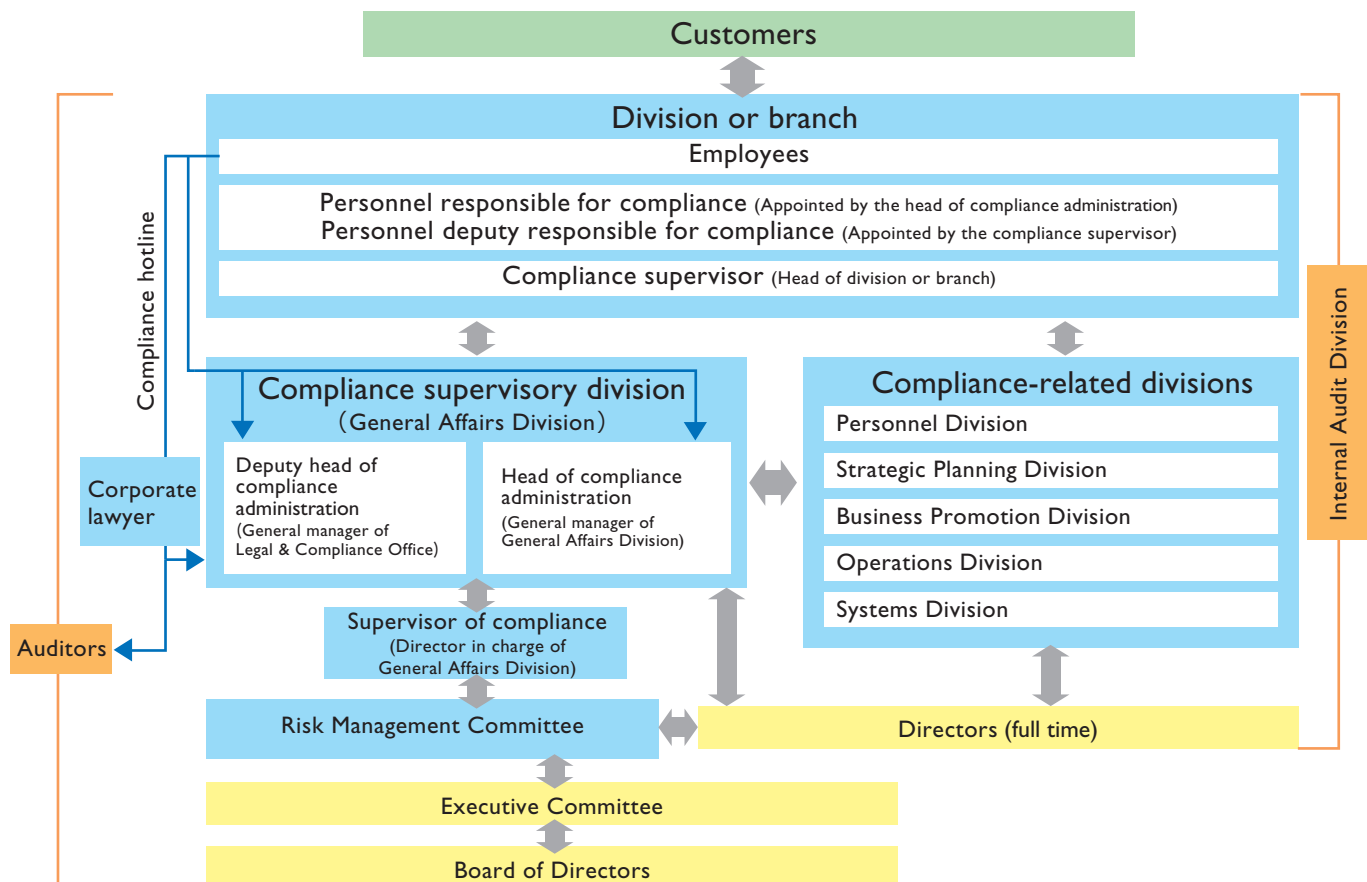 Customers
Division or branch
Employees
Personnel responsible for compliance (Appointed by the head of compliance administration)
Personnel deputy responsible for compliance (Appointed by the compliance supervisor)
Compliance supervisor (Head of division or branch)
Compliance hotline
Internal Audit Division
Compliance supervisory division
(General Affairs Division)
Deputy head of
compliance
administration
(General manager of
Legal & Compliance Office)
Head of compliance
administration
(General manager of
General Affairs Division)
Compliance-related divisions
Personnel Division
Strategic Planning Division
Business Promotion Division
Operations Division
Systems Division
Corporate
lawyer
Auditors
Supervisor of compliance
(Director in charge of
General Affairs Division)
Risk Management Committee
Directors (full time)
Executive Committee
Board of Directors